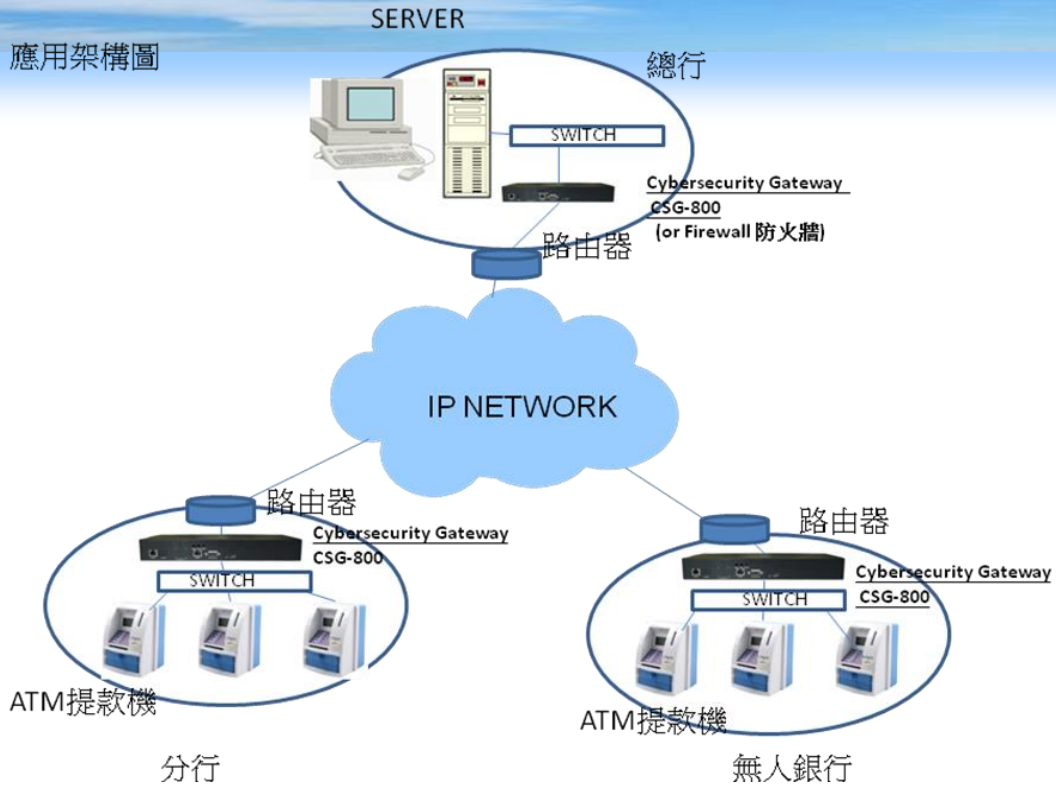 SERVER
應用架構圖
總行
SWITCH
Cybersecurity Gateway
CSG-800
(or Firewall 防火牆)
路由器
IP NETWORK
路由器
Cybersecurity Gateway
CSG-800
SWITCH
ATM提款機
分行
路由器
Cybersecurity Gateway
CSG-800
SWITCH
ATM提款機
無人銀行